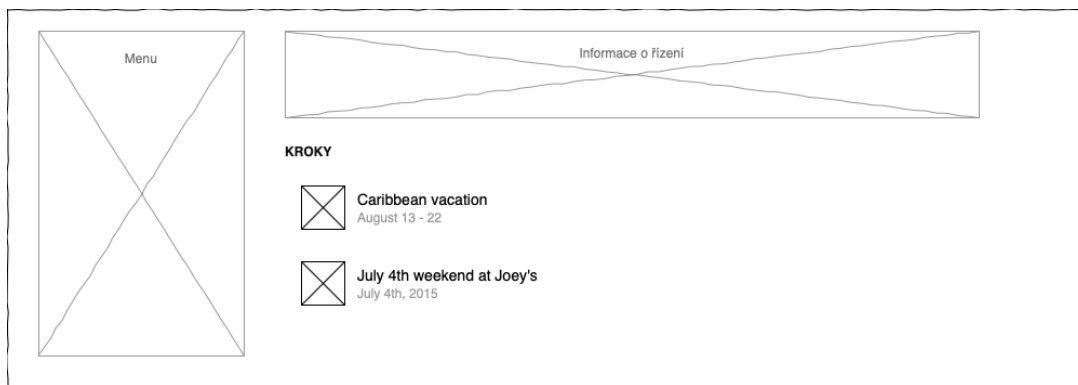 Menu
Informace o řízení
KROKY
Caribbean vacation
August 13 - 22
July 4th weekend at Joey's
July 4th, 2015